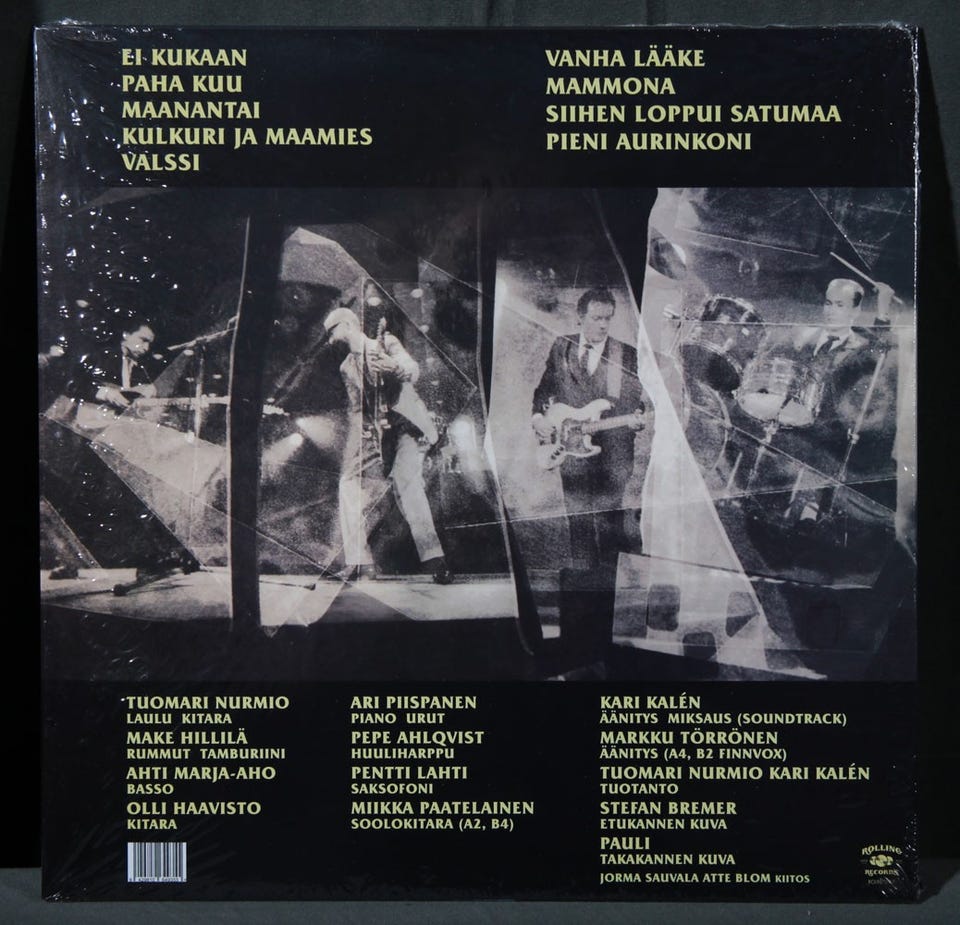 EI KUKAAN
PAHA KUU
MAANANTAI
KULKURI JA MAAMIES
VALSSI
VANHA LÄÄKE
MAMMONA
SIIHEN LOPPUI SATUMAA
PIENI AURINKONI
TUOMARI NURMIO
LAULU KITARA
MAKE HILLILÄ
RUMMUT TAMBURIINI
AHTI MARJA-AHO
BASSO
OLLI HAAVISTO
KITARA
ARI PIISPANEN
PIANO URUT
PEPE AHLQVIST
HUULIHARPPU
PENTTI LAHTI
SAKSOFONI
MIIKKA PAATELAINEN
SOOLOKITARA (A2, B4)
KARI KALÉN
ÄÄNITYS MIKSAUS (SOUNDTRACK)
MARKKU TÖRRÖNEN
ÄÄNITYS (A4, B2 FINNVOX)
TUOMARI NURMIO KARI KALÉN
TUOTANTO
STEFAN BREMER
ETUKANNEN KUVA
PAULI
TAKAKANNEN KUVA
JORMA SAUVALA ATTE BLOM KIITOS
ROLLING
RECORDS